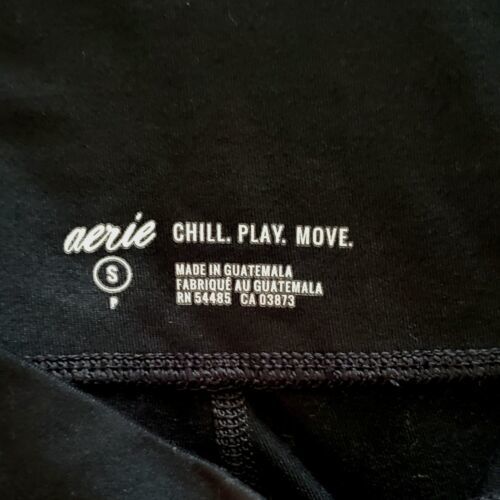 aerie CHILL. PLAY. MOVE.
S
P
MADE IN GUATEMALA
FABRIQUÉ AU GUATEMALA
RN 54485 CA 03873